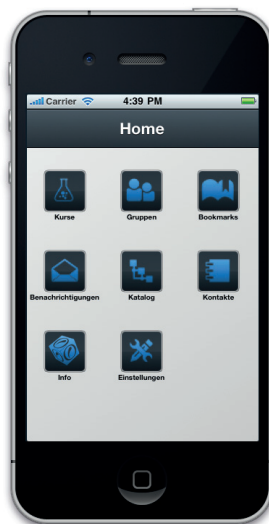 Carrier 4:39 PM
Home
Kurse Gruppen Bookmarks
Benachrichtigungen Katalog Kontakte
Info Einstellungen